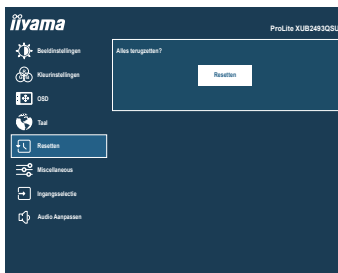 iiyama
ProLite XUB2493QSU
Beeldinstellingen
Alles terugzetten?
Kleurinstellingen
Resetten
OSD
Taal
Resetten
Miscellaneous
Ingangsselectie
Audio Aanpassen